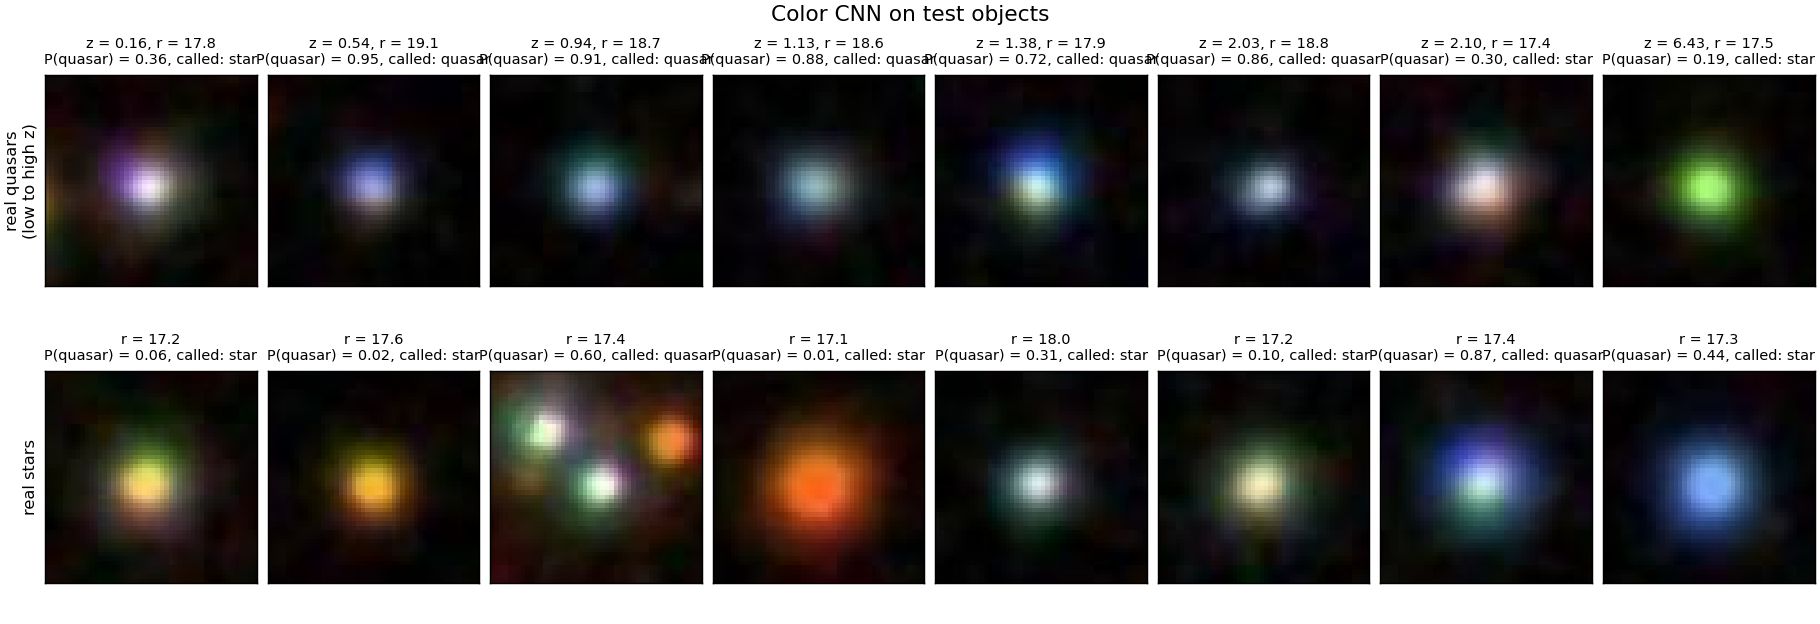 Color CNN on test objects
z = 0.16, r = 17.8
P(quasar) = 0.36, called: star
z = 0.54, r = 19.1
P(quasar) = 0.95, called: quasar
z = 0.94, r = 18.7
P(quasar) = 0.91, called: quasar
z = 1.13, r = 18.6
P(quasar) = 0.88, called: quasar
z = 1.38, r = 17.9
P(quasar) = 0.72, called: quasar
z = 2.03, r = 18.8
P(quasar) = 0.86, called: quasar
z = 2.10, r = 17.4
P(quasar) = 0.30, called: star
z = 6.43, r = 17.5
P(quasar) = 0.19, called: star
real quasars
(low to high z)
r = 17.2
P(quasar) = 0.06, called: star
r = 17.6
P(quasar) = 0.02, called: star
r = 17.4
P(quasar) = 0.60, called: quasar
r = 17.1
P(quasar) = 0.01, called: star
r = 18.0
P(quasar) = 0.31, called: star
r = 17.2
P(quasar) = 0.10, called: star
r = 17.4
P(quasar) = 0.87, called: quasar
r = 17.3
P(quasar) = 0.44, called: star
real stars